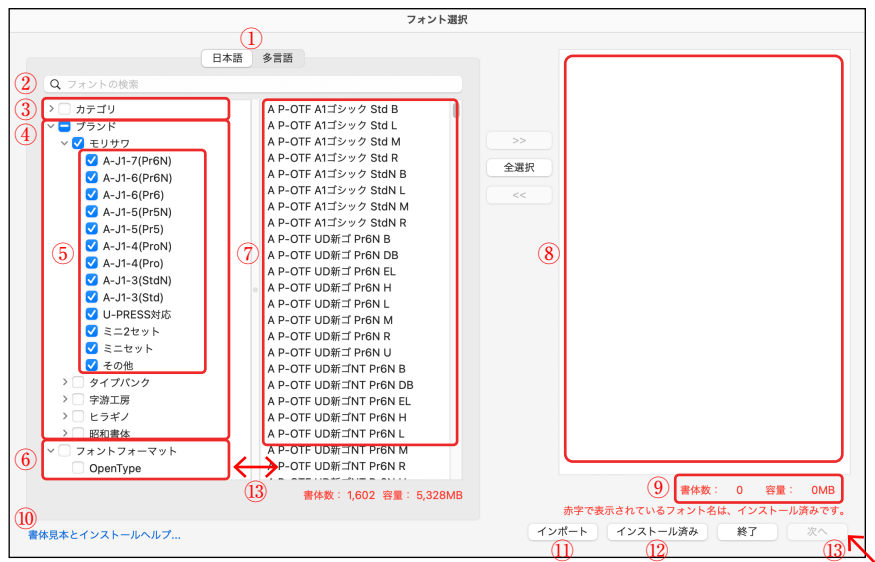 フォント選択
①
日本語 多言語
② フォントの検索
③ カテゴリ
④ ブランド
モリサワ
A-J1-7(Pr6N)
A-J1-6(Pr6N)
A-J1-6(Pr6)
A-J1-5(Pr5N)
A-J1-5(Pr5)
A-J1-4(ProN)
⑤
A-J1-4(Pro)
A-J1-3(StdN)
A-J1-3(Std)
U-PRESS対応
ミニ2セット
ミニセット
その他
タイプバンク
字游工房
ヒラギノ
昭和書体
⑥ フォントフォーマット
OpenType
A P-OTF A1ゴシック Std B
A P-OTF A1ゴシック Std L
A P-OTF A1ゴシック Std M
A P-OTF A1ゴシック Std R
A P-OTF A1ゴシック StdN B
A P-OTF A1ゴシック StdN L
A P-OTF A1ゴシック StdN M
A P-OTF A1ゴシック StdN R
A P-OTF UD新ゴ Pr6N B
⑦ A P-OTF UD新ゴ Pr6N DB
A P-OTF UD新ゴ Pr6N EL
A P-OTF UD新ゴ Pr6N H
A P-OTF UD新ゴ Pr6N L
A P-OTF UD新ゴ Pr6N M
A P-OTF UD新ゴ Pr6N R
A P-OTF UD新ゴ Pr6N U
A P-OTF UD新ゴNT Pr6N B
A P-OTF UD新ゴNT Pr6N DB
A P-OTF UD新ゴNT Pr6N EL
A P-OTF UD新ゴNT Pr6N H
A P-OTF UD新ゴNT Pr6N L
A P-OTF UD新ゴNT Pr6N M
A P-OTF UD新ゴNT Pr6N R
⑬
書体数： 1,602 容量： 5,328MB
>>
全選択
<<
⑧
⑨ 書体数： 0 容量： 0MB
赤字で表示されているフォント名は、インストール済みです。
⑩
書体見本とインストールヘルプ...
インポート インストール済み 終了 次へ
⑪ ⑫ ⑬